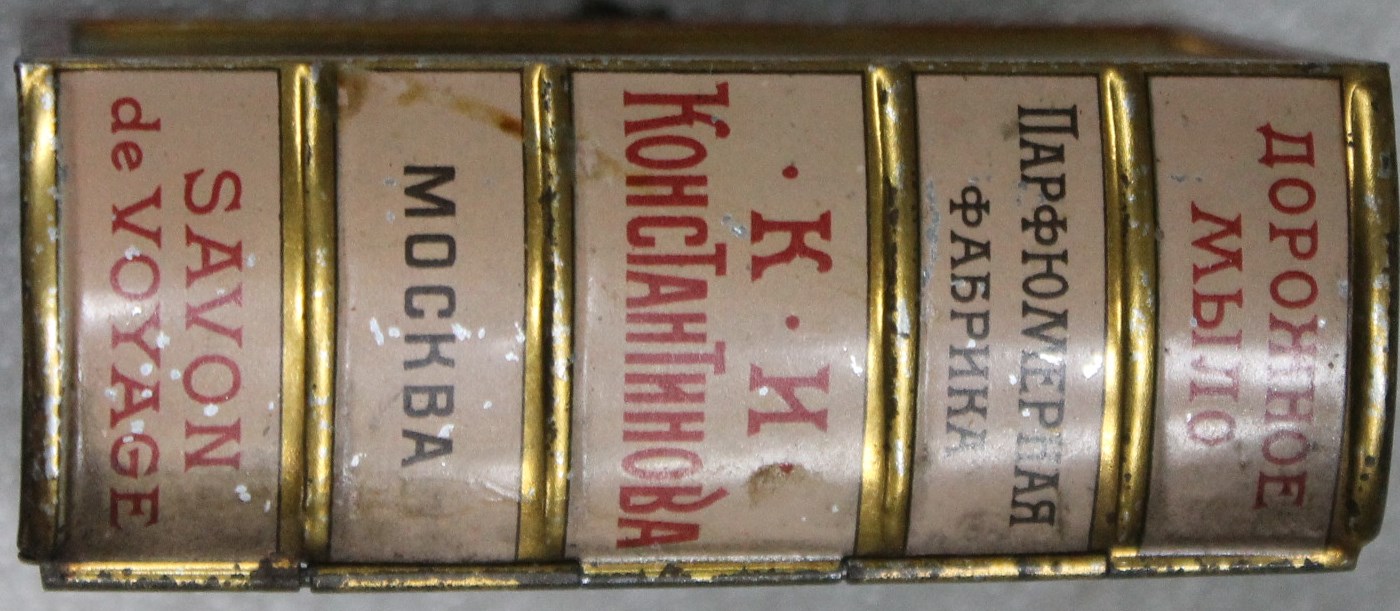 ДОРОЖНОЕ
МЫЛО
ПАРФЮМЕРНАЯ
ФАБРИКА
К. И.
КОНСТАНТИНОВА
МОСКВА
SAVON
de VOYAGE